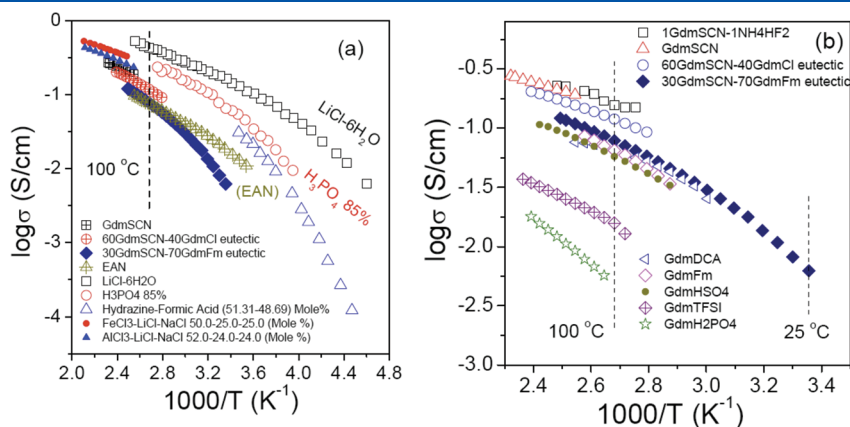 (a)
0
-1
-2
-3
-4
logσ (S/cm)
2.0 2.4 2.8 3.2 3.6 4.0 4.4 4.8
1000/T (K⁻¹)
100 °C
LiCl-6H₂O
H₃PO₄ 85%
(EAN)
GdmSCN
60GdmSCN-40GdmCl eutectic
30GdmSCN-70GdmFm eutectic
EAN
LiCl-6H2O
H3PO4 85%
Hydrazine-Formic Acid (51.31-48.69) Mole%
FeCl3-LiCl-NaCl 50.0-25.0-25.0 (Mole %)
AlCl3-LiCl-NaCl 52.0-24.0-24.0 (Mole %)
(b)
1GdmSCN-1NH4HF2
GdmSCN
60GdmSCN-40GdmCl eutectic
30GdmSCN-70GdmFm eutectic
-0.5
-1.0
-1.5
-2.0
-2.5
-3.0
logσ (S/cm)
GdmDCA
GdmFm
GdmHSO4
GdmTFSI
GdmH2PO4
100 °C
25 °C
2.4 2.6 2.8 3.0 3.2 3.4
1000/T (K⁻¹)